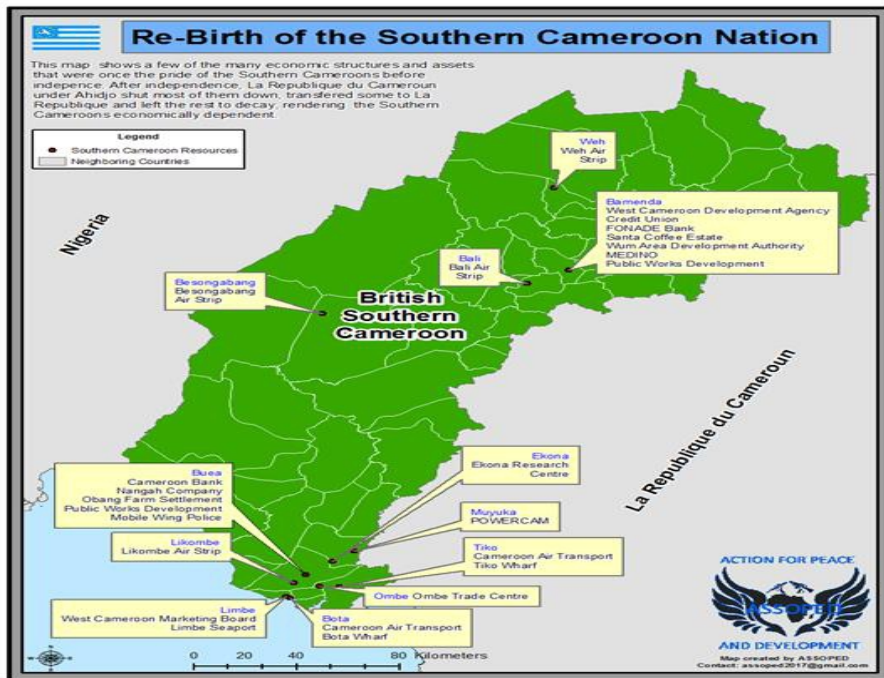 Re-Birth of the Southern Cameroon Nation
This map shows a few of the many economic structures and assets
that were once the pride of the Southern Cameroons before
indepence. After independence, La Republique du Cameroun
under Ahidjo shut most of them down, transfered some to La
Republique and left the rest to decay, rendering the Southern
Cameroons economically dependent.
Legend
Southern Cameroon Resources
Neighboring Countries
Nigeria
Weh
Weh Air
Strip
Bamenda
West Cameroon Development Agency
Credit Union
FONADE Bank
Santa Coffee Estate
Wum Area Development Authority
MEDINO
Public Works Development
Bali
Bali Air
Strip
Besongabang
Besongabang
Air Strip
British
Southern
Cameroon
La Republique du Cameroun
Ekona
Ekona Research
Centre
Buea
Cameroon Bank
Nangah Company
Obang Farm Settlement
Public Works Development
Mobile Wing Police
Muyuka
POWERCAM
Likombe
Likombe Air Strip
Tiko
Cameroon Air Transport
Tiko Wharf
Ombe Ombe Trade Centre
Limbe
West Cameroon Marketing Board
Limbe Seaport
Bota
Cameroon Air Transport
Bota Wharf
0 20 40 80 Kilometers
ACTION FOR PEACE
ASSOPED
AND DEVELOPMENT
Map created by ASSOPED
Contact: assoped2017@gmail.com